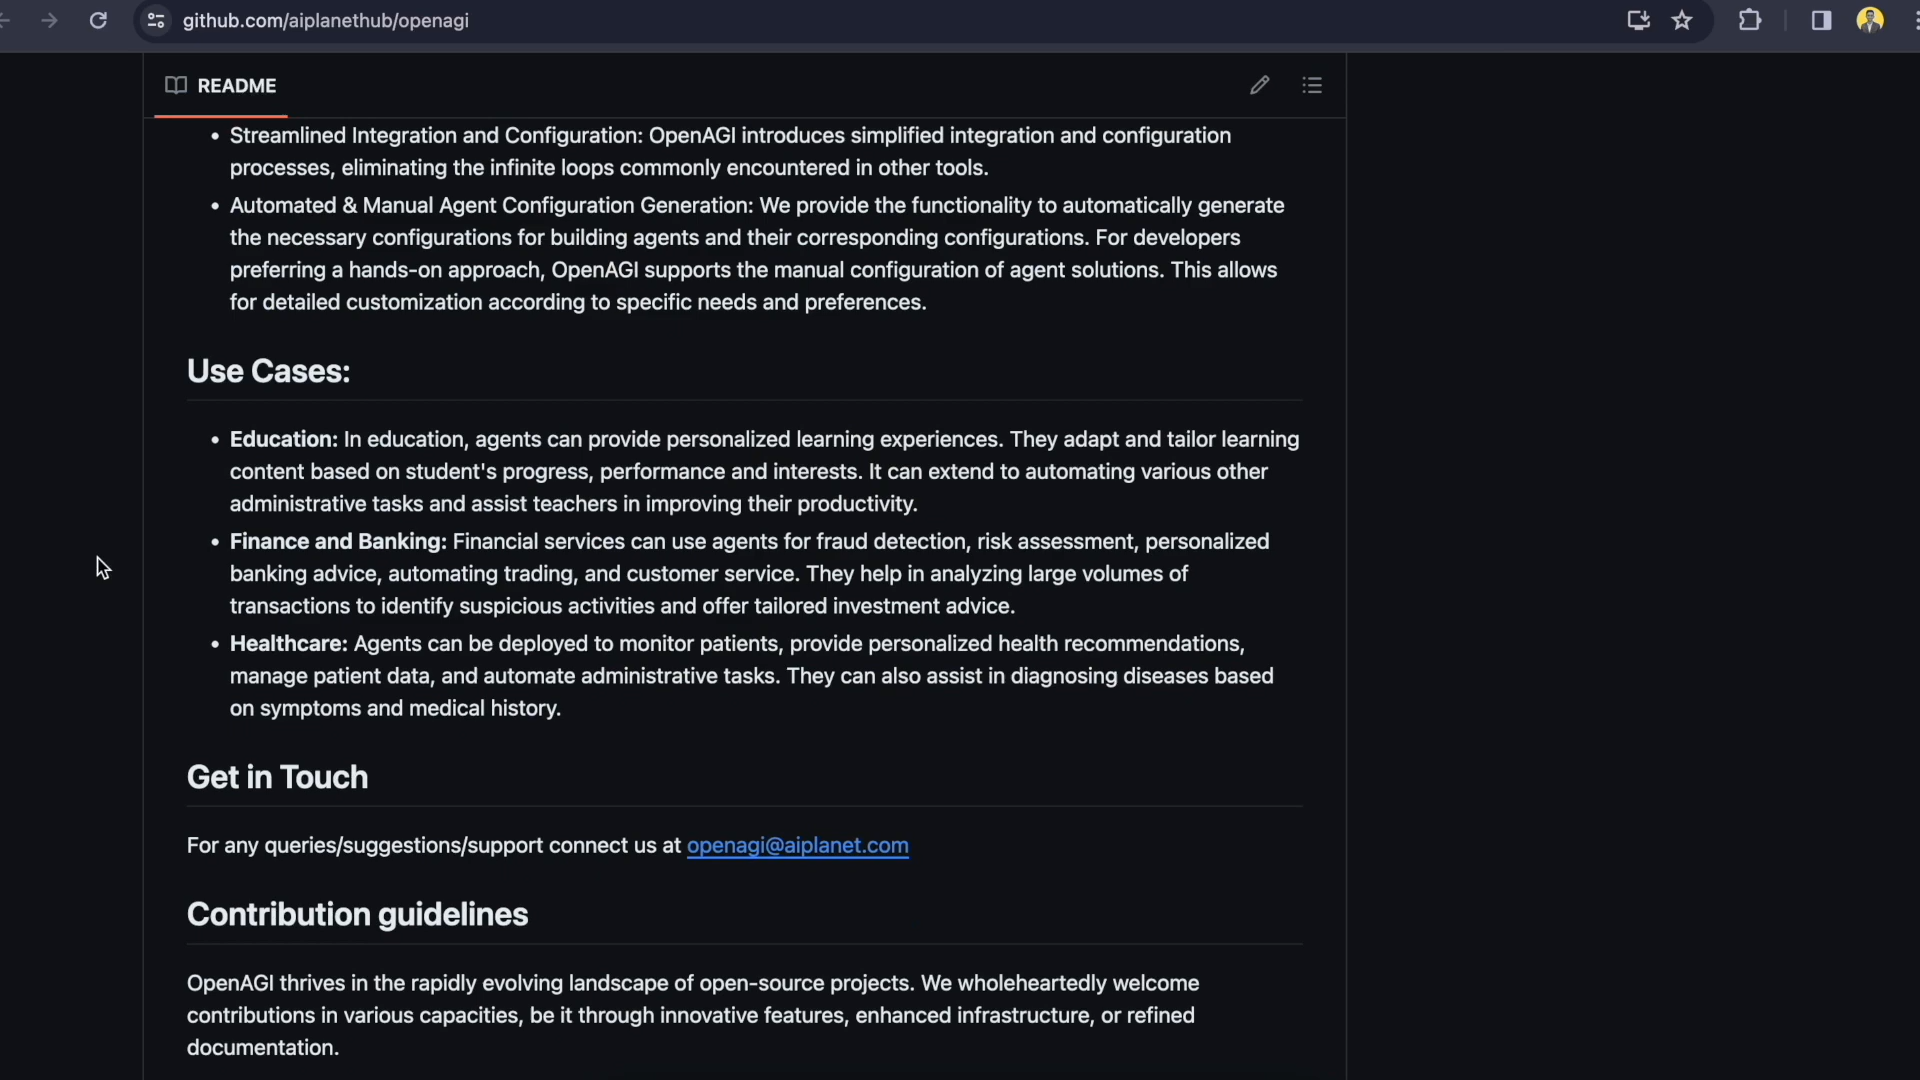 github.com/aiplanethub/openagi
README
• Streamlined Integration and Configuration: OpenAGI introduces simplified integration and configuration
processes, eliminating the infinite loops commonly encountered in other tools.
• Automated & Manual Agent Configuration Generation: We provide the functionality to automatically generate
the necessary configurations for building agents and their corresponding configurations. For developers
preferring a hands-on approach, OpenAGI supports the manual configuration of agent solutions. This allows
for detailed customization according to specific needs and preferences.
Use Cases:
• Education: In education, agents can provide personalized learning experiences. They adapt and tailor learning
content based on student's progress, performance and interests. It can extend to automating various other
administrative tasks and assist teachers in improving their productivity.
• Finance and Banking: Financial services can use agents for fraud detection, risk assessment, personalized
banking advice, automating trading, and customer service. They help in analyzing large volumes of
transactions to identify suspicious activities and offer tailored investment advice.
• Healthcare: Agents can be deployed to monitor patients, provide personalized health recommendations,
manage patient data, and automate administrative tasks. They can also assist in diagnosing diseases based
on symptoms and medical history.
Get in Touch
For any queries/suggestions/support connect us at openagi@aiplanet.com
Contribution guidelines
OpenAGI thrives in the rapidly evolving landscape of open-source projects. We wholeheartedly welcome
contributions in various capacities, be it through innovative features, enhanced infrastructure, or refined
documentation.